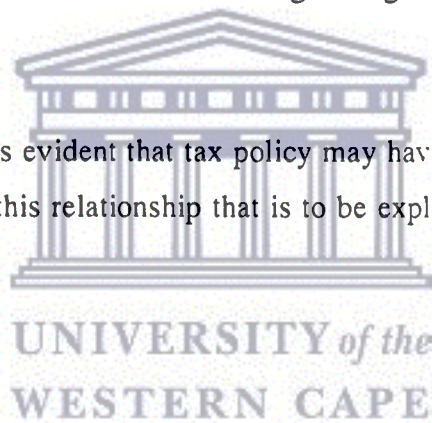 s evident that tax policy may hav
this relationship that is to be expl
UNIVERSITY of the
WESTERN CAPE